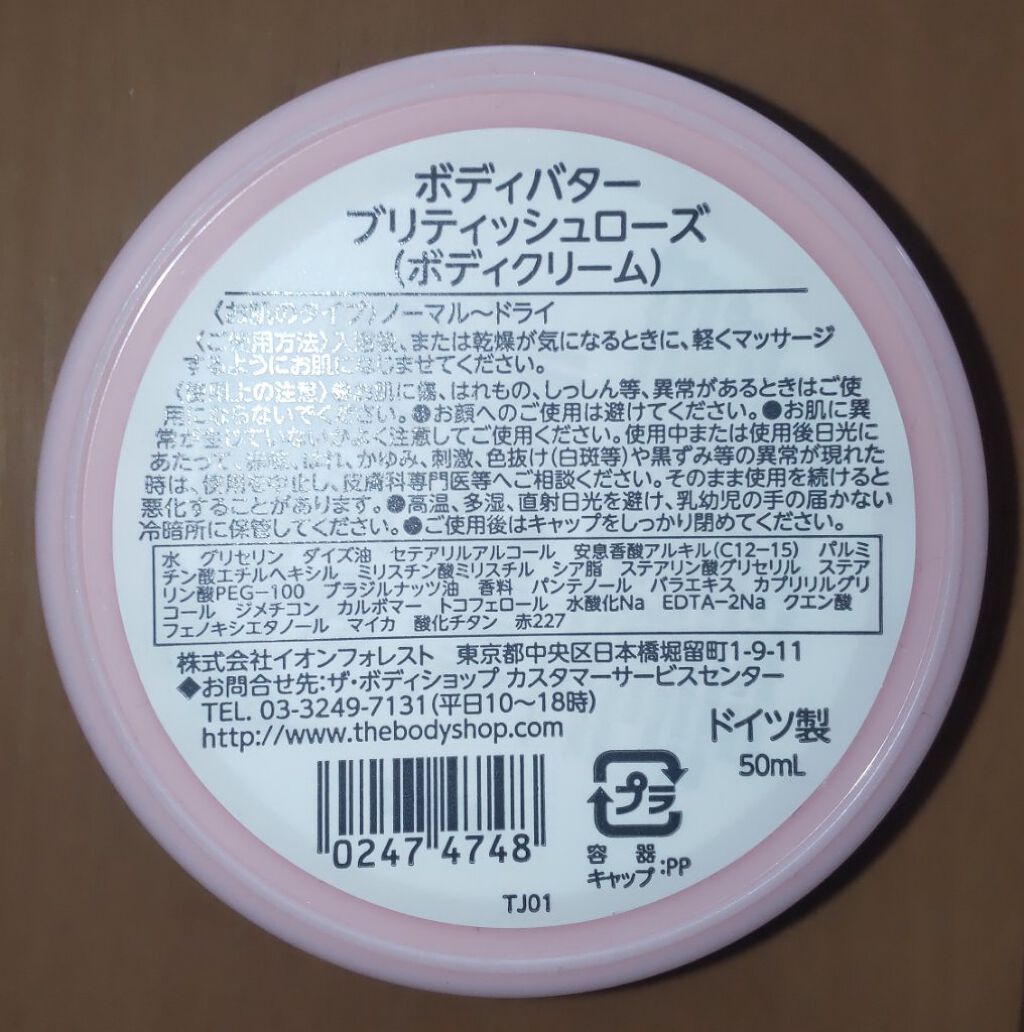 ボディバター
ブリティッシュローズ
(ボディクリーム)
〈お肌のタイプ〉ノーマル〜ドライ
〈ご使用方法〉入浴後、または乾燥が気になるときに、軽くマッサージ
するようにお肌になじませてください。
〈使用上の注意〉●お肌に傷、はれもの、しっしん等、異常があるときはご使
用にならないでください。●お顔へのご使用は避けてください。●お肌に異
常が生じていないかよく注意してご使用ください。使用中または使用後日光に
あたって、赤味、はれ、かゆみ、刺激、色抜け(白斑等)や黒ずみ等の異常が現れた
時は、使用を中止し、皮膚科専門医等へご相談ください。そのまま使用を続けると
悪化することがあります。●高温、多湿、直射日光を避け、乳幼児の手の届かない
冷暗所に保管してください。●ご使用後はキャップをしっかり閉めてください。
水 グリセリン ダイズ油 セテアリルアルコール 安息香酸アルキル(C12-15) パルミ
チン酸エチルヘキシル ミリスチン酸ミリスチル シア脂 ステアリン酸グリセリル ステア
リン酸PEG-100 ブラジルナッツ油 香料 パンテノール バラエキス カプリリルグリ
コール ジメチコン カルボマー トコフェロール 水酸化Na EDTA-2Na クエン酸
フェノキシエタノール マイカ 酸化チタン 赤227
株式会社イオンフォレスト 東京都中央区日本橋堀留町1-9-11
◆お問合せ先:ザ・ボディショップ カスタマーサービスセンター
TEL. 03-3249-7131(平日10〜18時)
http://www.thebodyshop.com
ドイツ製
50mL
0247 4748
プラ
容器
キャップ:PP
TJ01